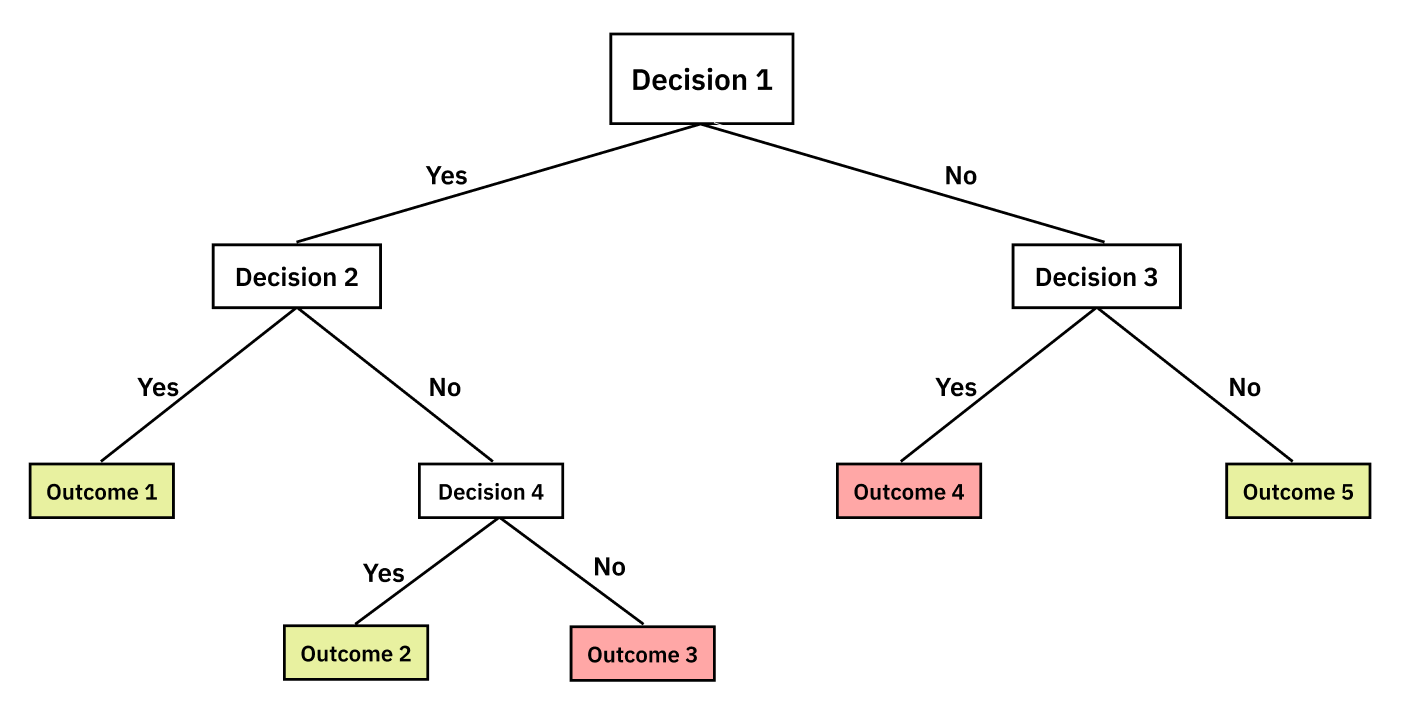 Decision 1
Yes
No
Decision 2
Decision 3
Yes
No
Yes
No
Outcome 1
Decision 4
Outcome 4
Outcome 5
Yes
No
Outcome 2
Outcome 3